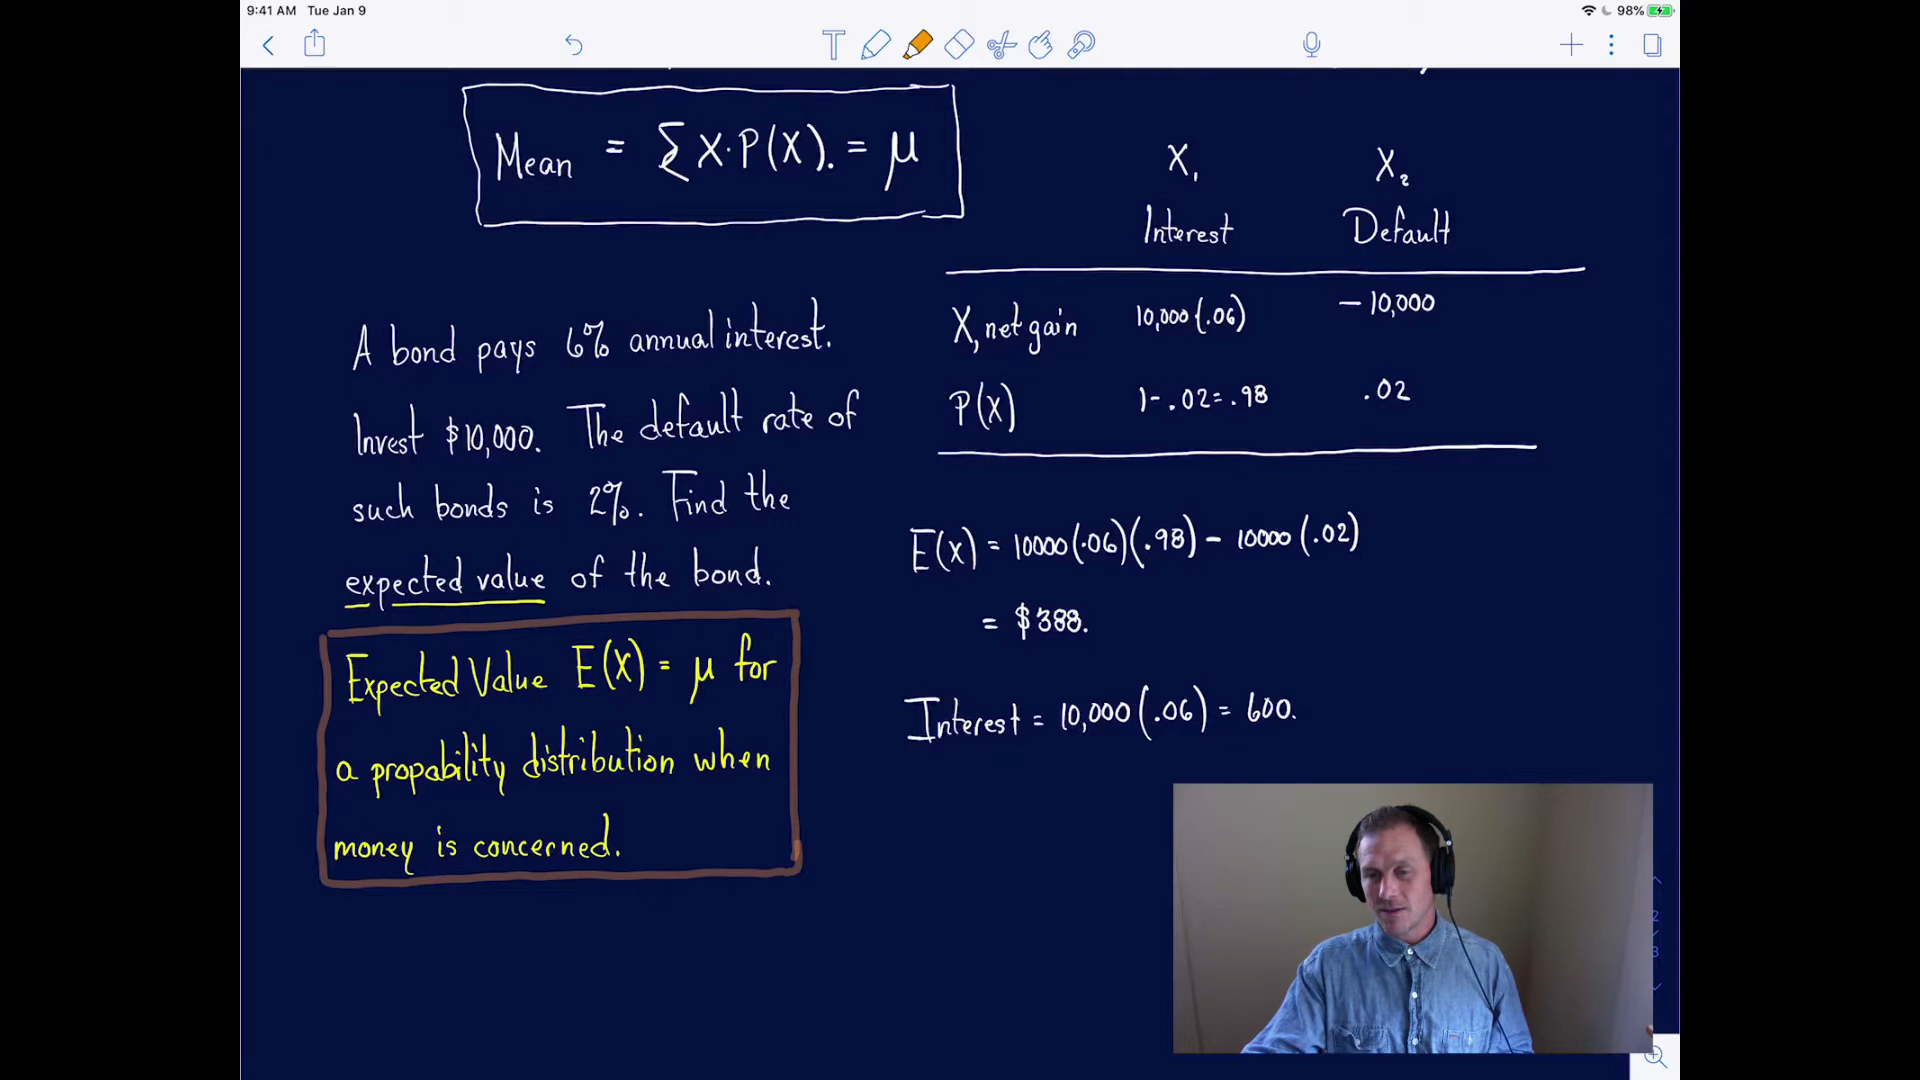 9:41 AM Tue Jan 9
98%
Mean = Σ X·P(X). = μ
X₁ X₂
Interest Default
X, net gain 10,000(.06) - 10,000
P(X) 1 - .02 = .98 .02
A bond pays 6% annual interest.
Invest $10,000. The default rate of
such bonds is 2%. Find the
expected value of the bond.
Expected Value E(X) = μ for
a propability distribution when
money is concerned.
E(X) = 10000(.06)(.98) - 10000(.02)
= $388.
Interest = 10,000(.06) = 600.
2
3